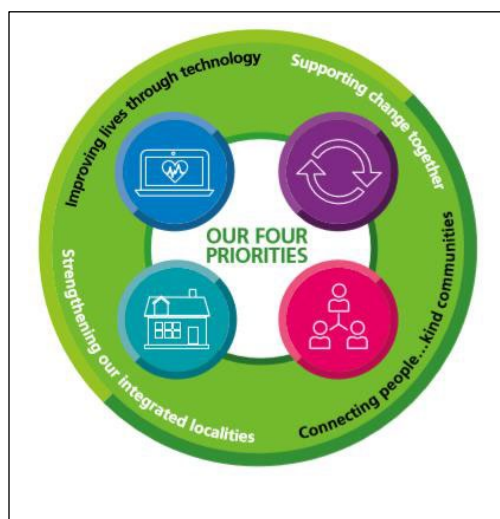 Improving lives through technology
Supporting change together
OUR FOUR
PRIORITIES
Strengthening our integrated localities
Connecting people...kind communities